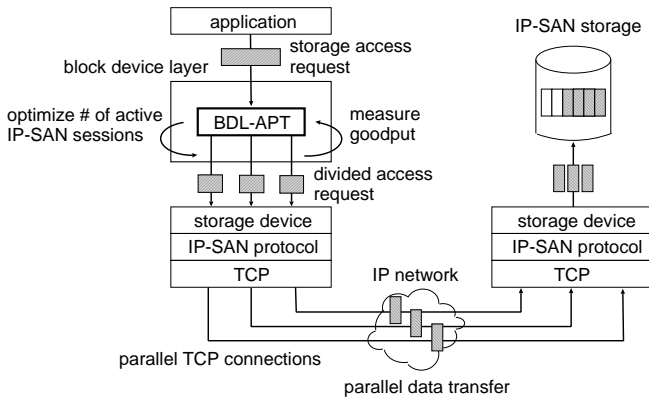 application
IP-SAN storage
storage access
request
block device layer
optimize # of active
IP-SAN sessions
BDL-APT
measure
goodput
divided access
request
storage device
IP-SAN protocol
TCP
storage device
IP-SAN protocol
TCP
IP network
parallel TCP connections
parallel data transfer